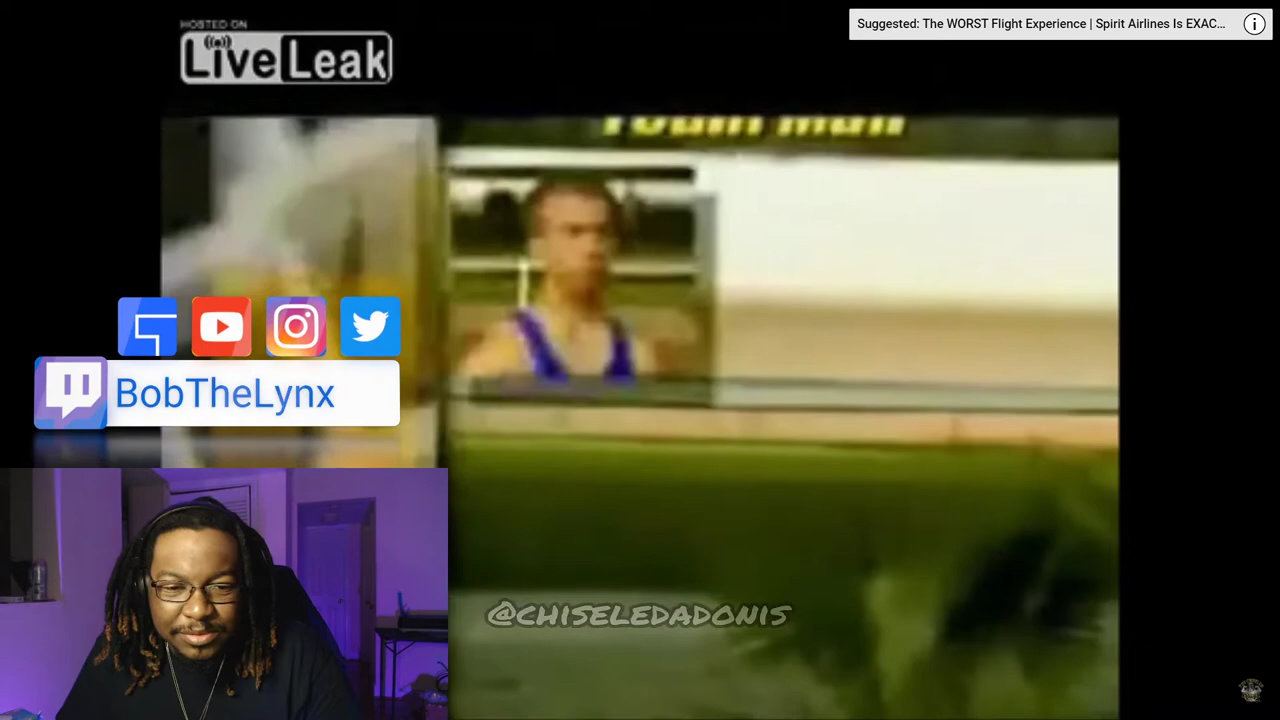 HOSTED ON
LiveLeak
Suggested: The WORST Flight Experience | Spirit Airlines Is EXAC...
BobTheLynx
@CHISELEDADONIS